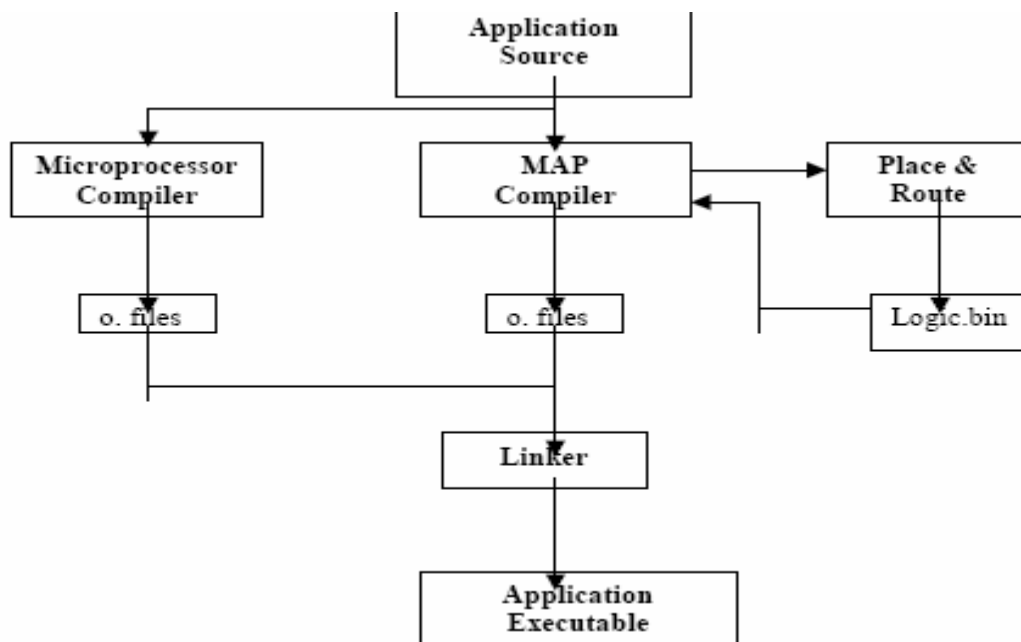 Application
Source
Microprocessor
Compiler
MAP
Compiler
Place &
Route
o. files
o. files
Logic.bin
Linker
Application
Executable